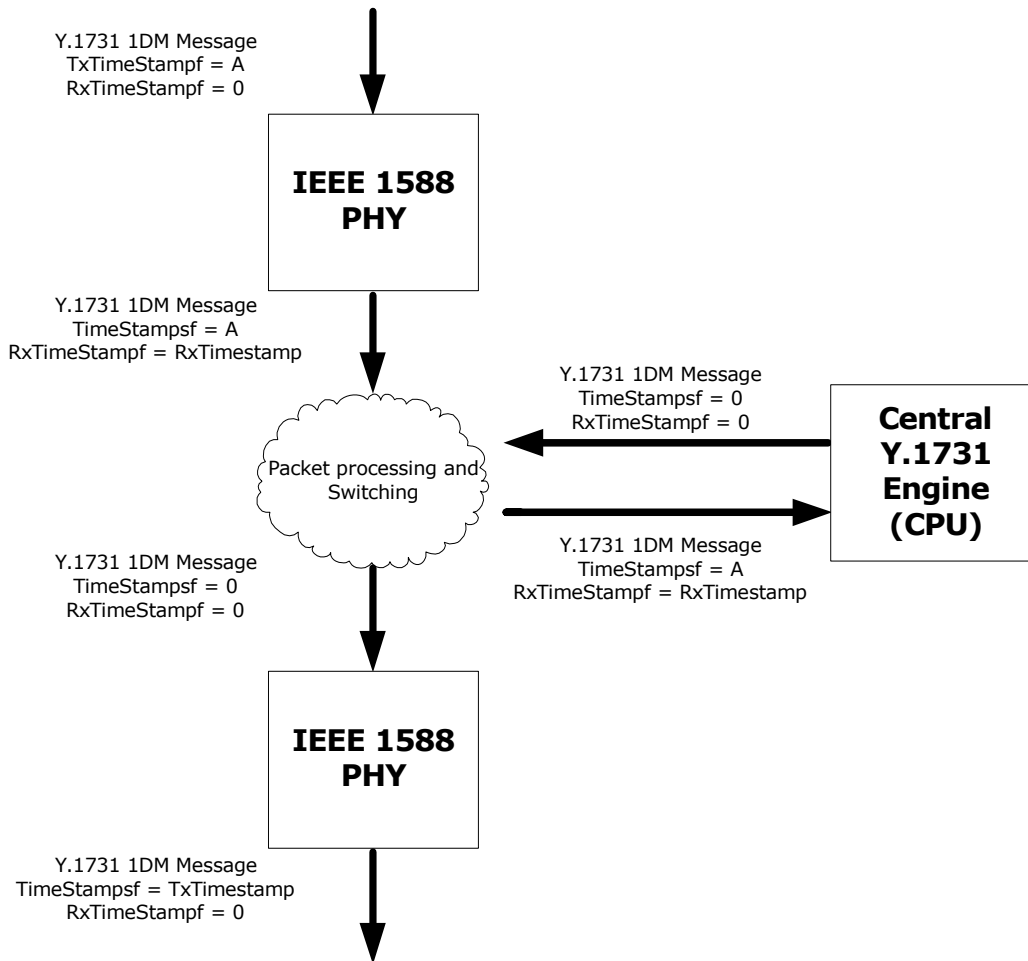 Y.1731 1DM Message
TxTimeStampf = A
RxTimeStampf = 0
IEEE 1588
PHY
Y.1731 1DM Message
TimeStampsf = A
RxTimeStampf = RxTimestamp
Y.1731 1DM Message
TimeStampsf = 0
RxTimeStampf = 0
Central
Y.1731
Engine
(CPU)
Packet processing and
Switching
Y.1731 1DM Message
TimeStampsf = A
RxTimeStampf = RxTimestamp
Y.1731 1DM Message
TimeStampsf = 0
RxTimeStampf = 0
IEEE 1588
PHY
Y.1731 1DM Message
TimeStampsf = TxTimestamp
RxTimeStampf = 0